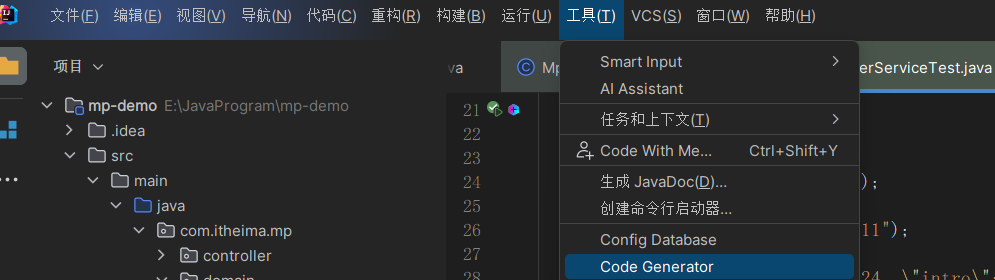 文件(F) 编辑(E) 视图(V) 导航(N) 代码(C) 重构(R) 构建(B) 运行(U) 工具(T) VCS(S) 窗口(W) 帮助(H)
项目
va
erServiceTest.java
mp-demo E:\JavaProgram\mp-demo
.idea
src
main
java
com.itheima.mp
controller
21
22
23
24
25
26
27
Smart Input
AI Assistant
任务和上下文(T)
Code With Me... Ctrl+Shift+Y
生成 JavaDoc(D)...
创建命令行启动器...
Config Database
Code Generator
);
11");
24, \"intro\"